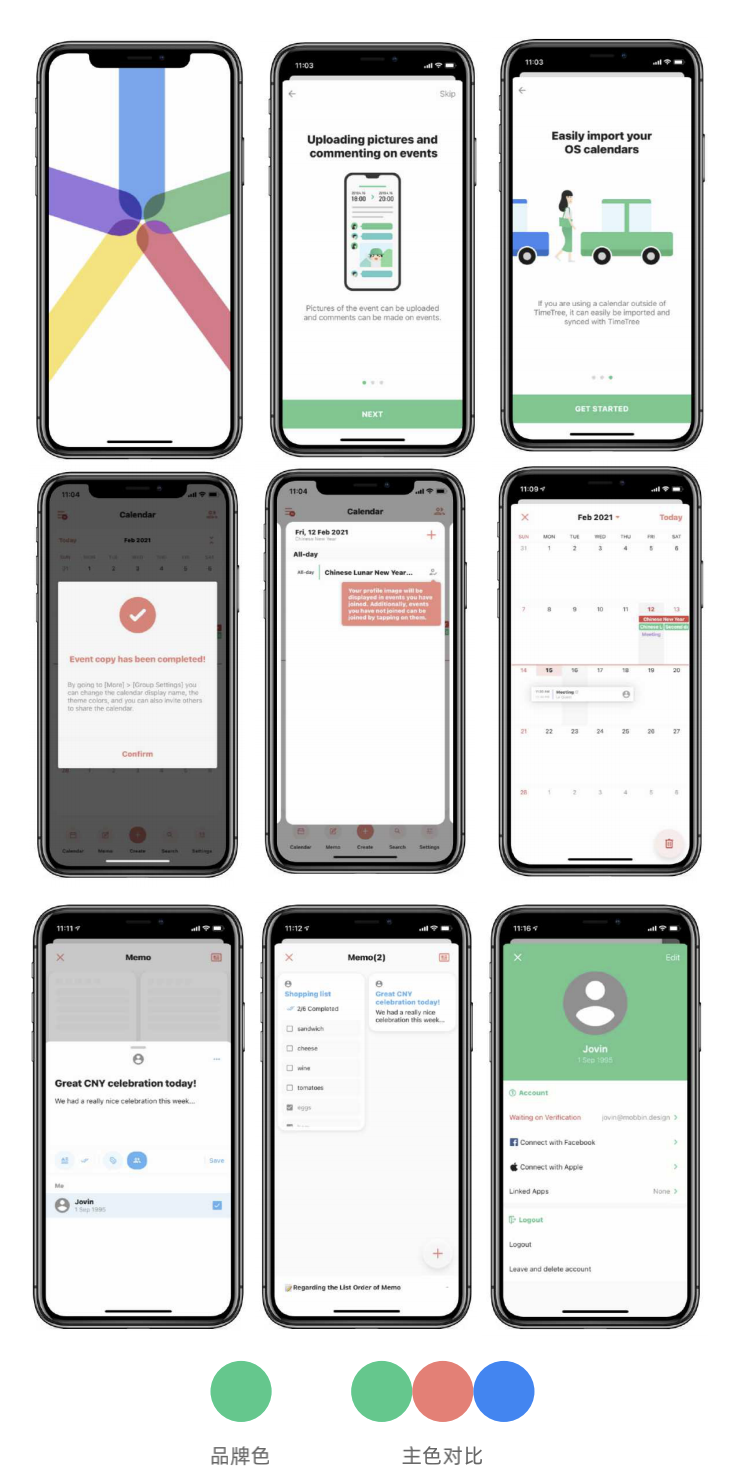 11:03
Skip
Uploading pictures and
commenting on events
18:00 > 20:00
Pictures of the event can be uploaded
and comments can be made on events.
NEXT
11:03
Easily import your
OS calendars
If you are using a calendar outside of
TimeTree, it can easily be imported and
synced with TimeTree
GET STARTED
11:04
Calendar
Today
Feb 2021
31 1 2 3 4 5 6
Event copy has been completed!
By going to [More] > [Group Settings] you
can change the calendar display name, the
theme colors, and you can also invite others
to share the calendar.
Confirm
28 1 2 3 4 5 6
Calendar Memo Create Search Settings
11:04
Calendar
Fri, 12 Feb 2021
Chinese New Year
All-day
All-day Chinese Lunar New Year...
Your profile image will be
displayed in events you have
joined. Additionally, events
you have not joined can be
joined by tapping on them.
Calendar Memo Create Search Settings
11:09
Feb 2021
Today
SUN MON TUE WED THU FRI SAT
31 1 2 3 4 5 6
7 8 9 10 11 12 13
Chinese New Year
Chinese L Second d
Meeting
14 15 16 17 18 19 20
Meeting
21 22 23 24 25 26 27
28 1 2 3 4 5 6
11:11
Memo
Great CNY celebration today!
We had a really nice celebration this week...
Save
Me
Jovin
1 Sep 1995
11:12
Memo(2)
Shopping list
2/6 Completed
sandwich
cheese
wine
tomatoes
eggs
Great CNY
celebration today!
We had a really nice
celebration this week...
Regarding the List Order of Memo
11:16
Edit
Jovin
1 Sep 1995
Account
Waiting on Verification jovin@mobbin.design >
Connect with Facebook >
Connect with Apple >
Linked Apps None >
Logout
Logout
Leave and delete account
品牌色
主色对比